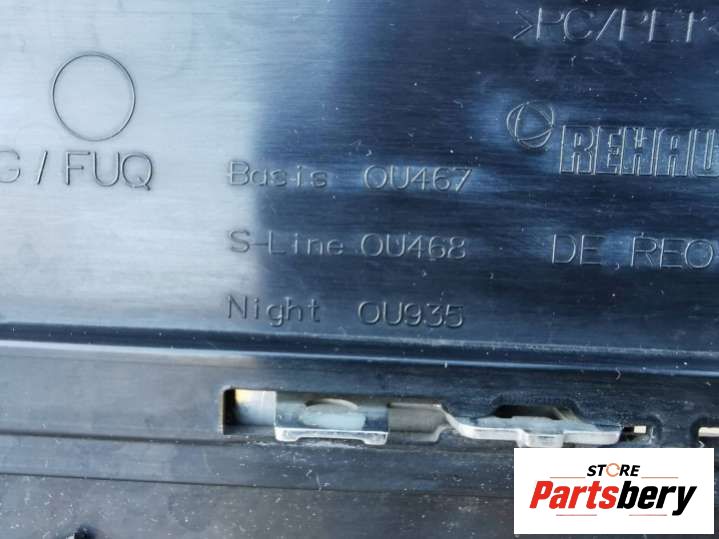 >PC/PET<
REHAU
G / FUQ
Basis OU467
S-Line OU468
DE REO
Night OU935
STORE
Partsbery